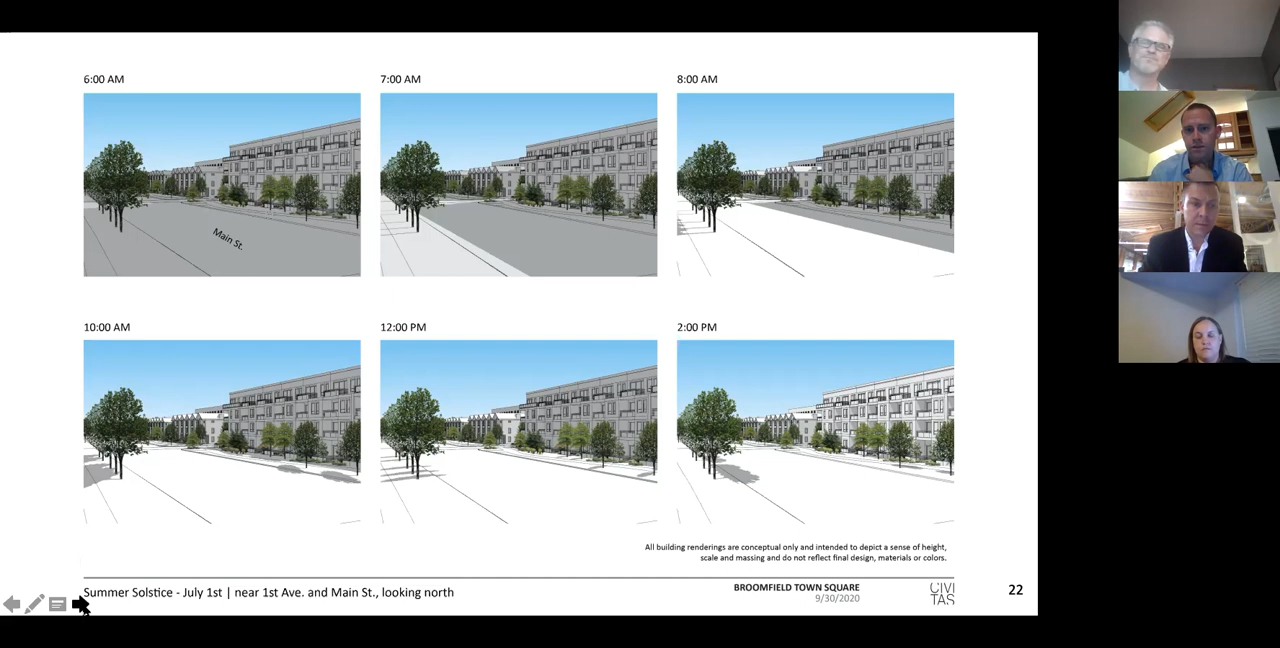 6:00 AM
7:00 AM
8:00 AM
Main St.
10:00 AM
12:00 PM
2:00 PM
All building renderings are conceptual only and intended to depict a sense of height,
scale and massing and do not reflect final design, materials or colors.
Summer Solstice - July 1st | near 1st Ave. and Main St., looking north
BROOMFIELD TOWN SQUARE
9/30/2020
CIVI
TAS
22